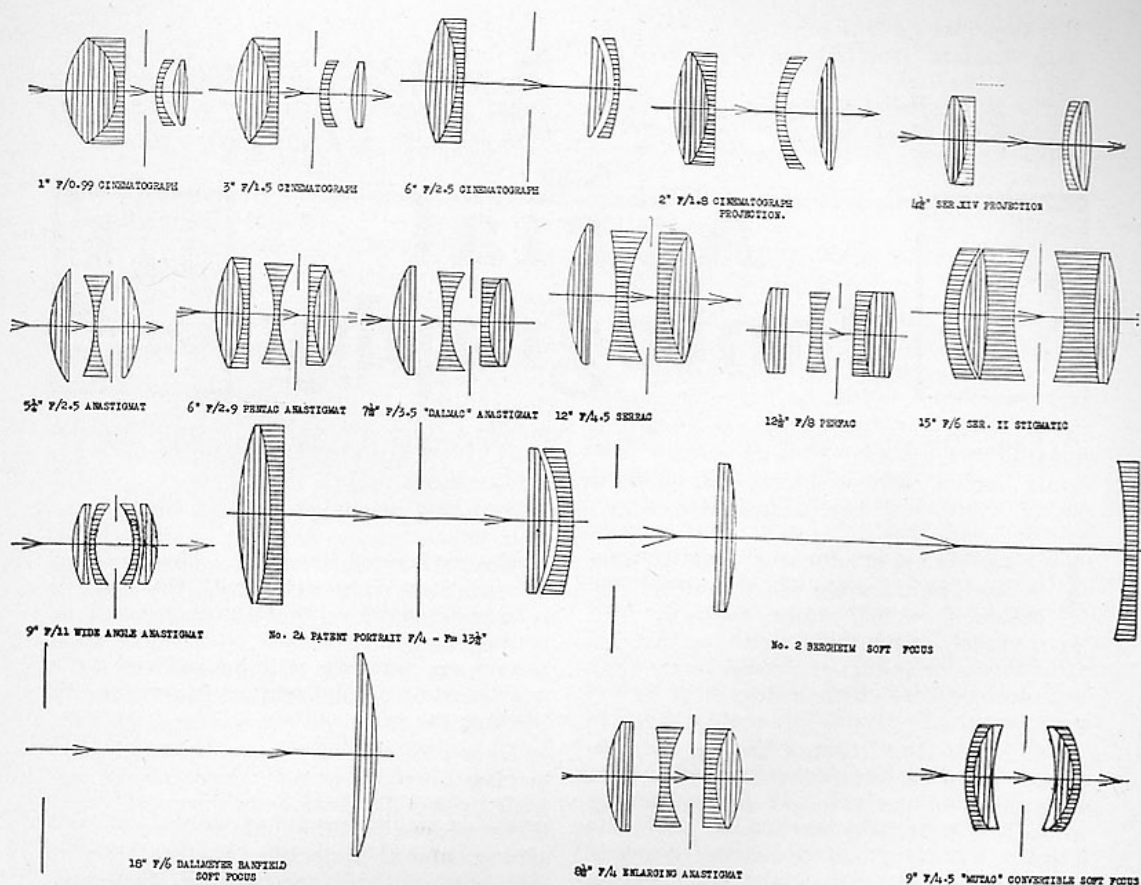 1" F/0.99 CINEMATOGRAPH
3" F/1.5 CINEMATOGRAPH
6" F/2.5 CINEMATOGRAPH
2" F/1.8 CINEMATOGRAPH
PROJECTION.
4½" SER.XIV PROJECTION
5¼" F/2.5 ANASTIGMAT
6" F/2.9 PENTAC ANASTIGMAT
7½" F/3.5 "DALMAC" ANASTIGMAT
12" F/4.5 SERRAC
12½" F/8 PERFAC
15" F/6 SER. II STIGMATIC
9" F/11 WIDE ANGLE ANASTIGMAT
No. 2A PATENT PORTRAIT F/4 - F= 13½"
No. 2 BERGHEIM SOFT FOCUS
18" F/6 DALLMEYER BANFIELD
SOFT FOCUS
8½" F/4 ENLARGING ANASTIGMAT
9" F/4.5 "MUTAG" CONVERTIBLE SOFT FOCUS